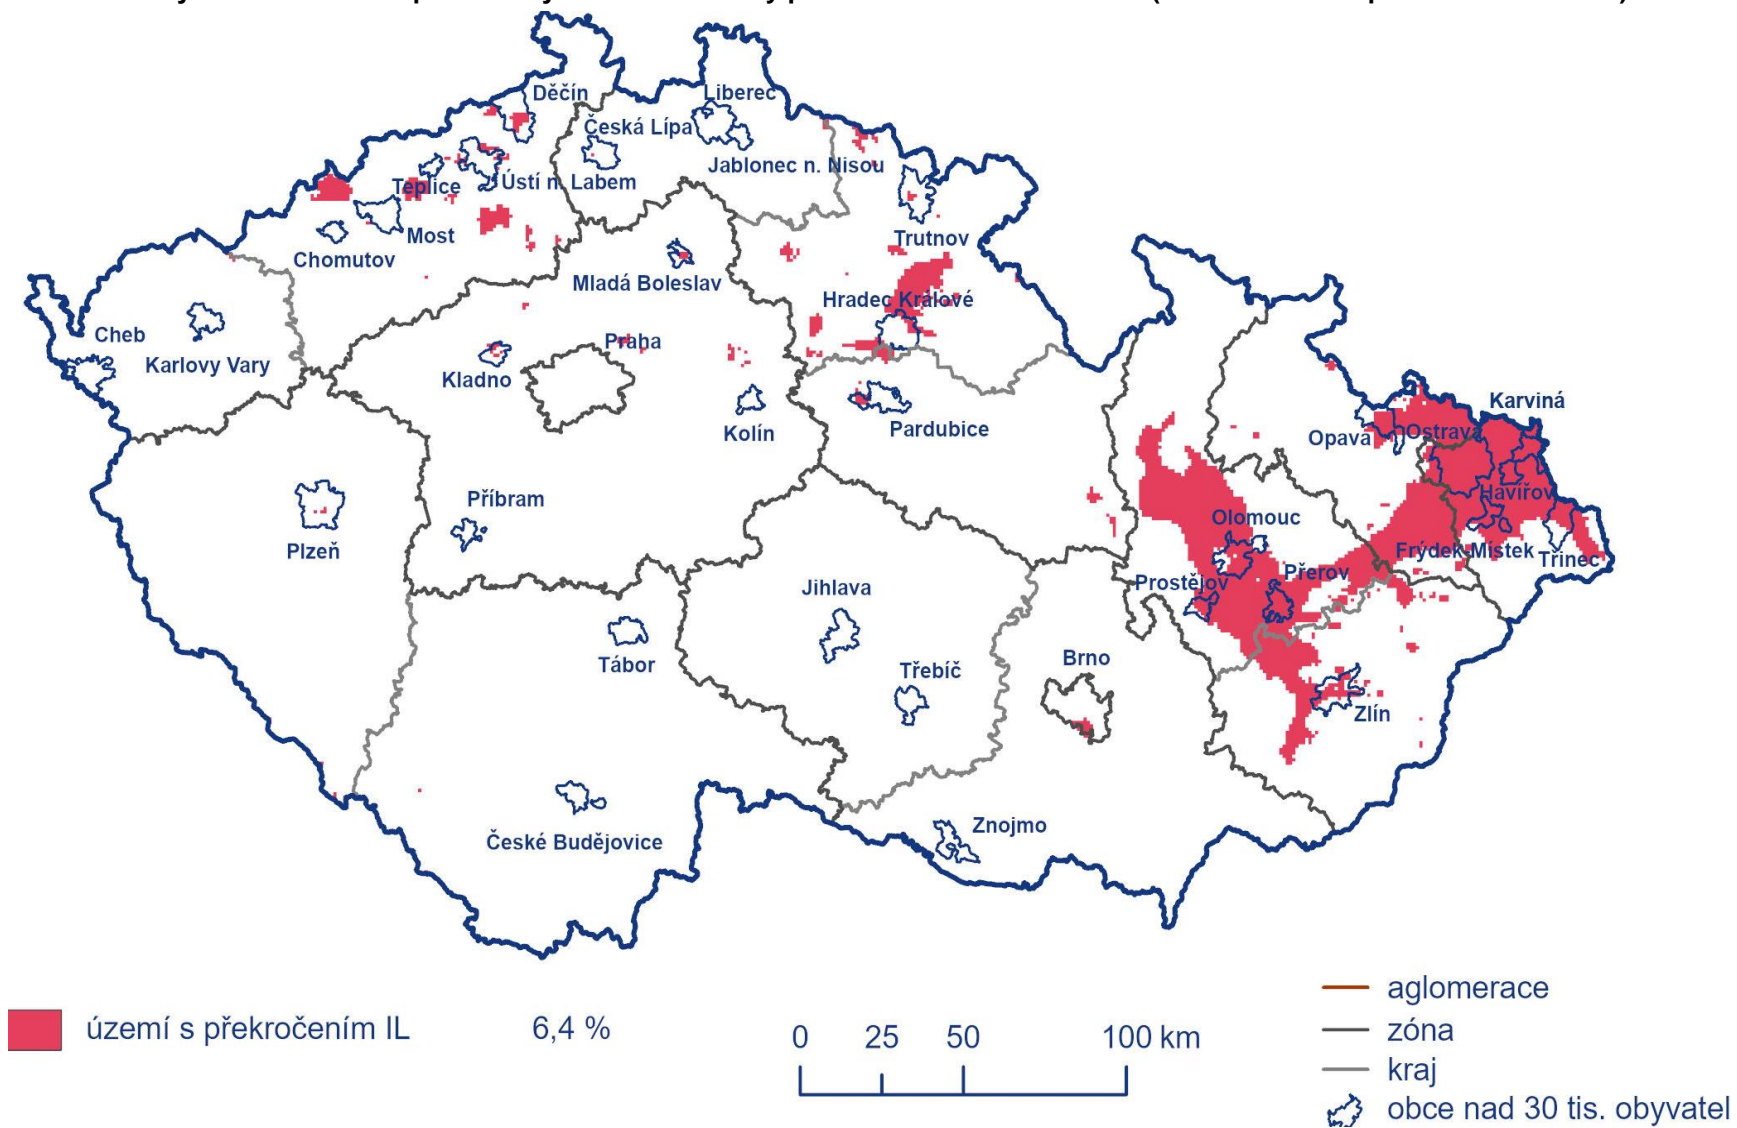 Děčín
Liberec
Česká Lípa
Jablonec n. Nisou
Teplice
Ústí n. Labem
Most
Trutnov
Chomutov
Mladá Boleslav
Hradec Králové
Cheb
Karlovy Vary
Praha
Kladno
Kolín
Pardubice
Karviná
Opava
Ostrava
Havířov
Příbram
Plzeň
Olomouc
Frýdek-Místek
Třinec
Přerov
Prostějov
Jihlava
Tábor
Třebíč
Brno
Zlín
České Budějovice
Znojmo
území s překročením IL 6,4 %
0 25 50 100 km
aglomerace
zóna
kraj
obce nad 30 tis. obyvatel